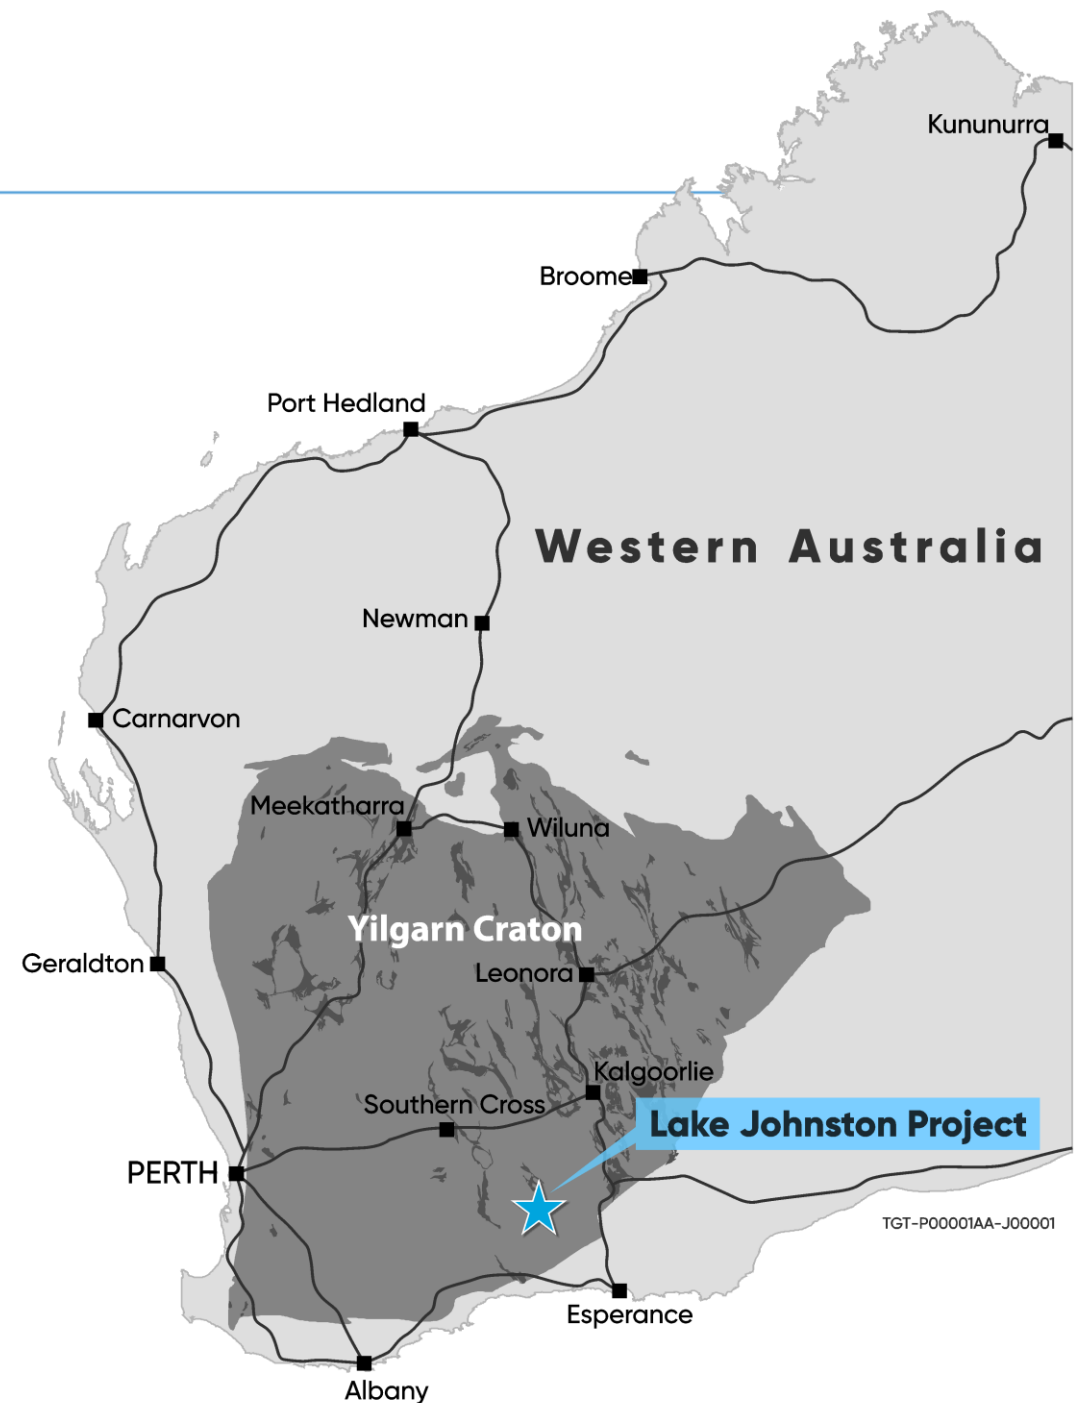 Kununurra
Broome
Port Hedland
Western Australia
Newman
Carnarvon
Meekatharra
Wiluna
Yilgarn Craton
Geraldton
Leonora
Kalgoorlie
Southern Cross
Lake Johnston Project
PERTH
TGT-P00001AA-J00001
Esperance
Albany